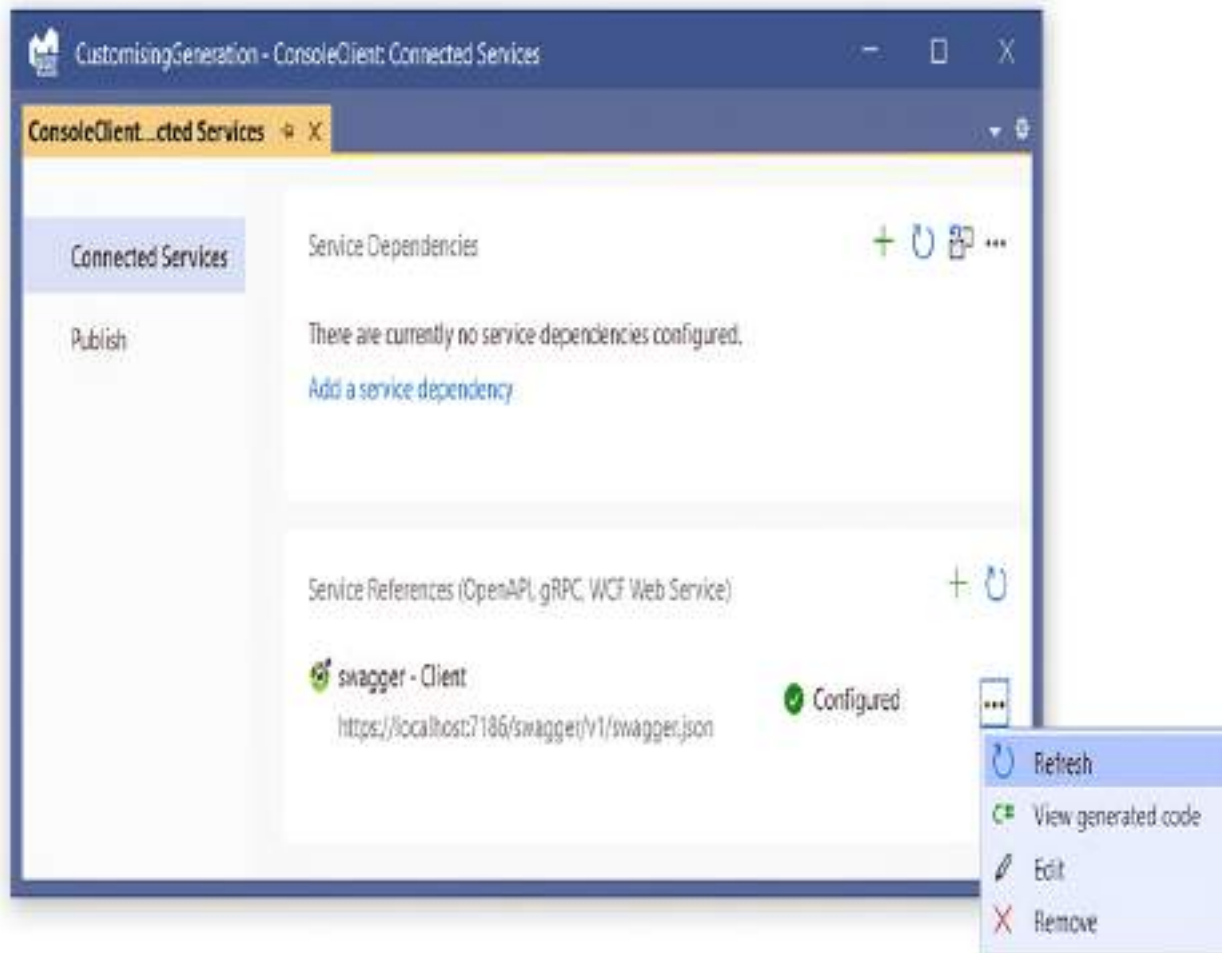 CustomisingGeneration - ConsoleClient: Connected Services
ConsoleClient...cted Services
Connected Services
Publish
Service Dependencies
There are currently no service dependencies configured.
Add a service dependency
Service References (OpenAPI, gRPC, WCF Web Service)
swagger - Client
https://localhost:7186/swagger/v1/swagger.json
Configured
Refresh
C# View generated code
Edit
Remove